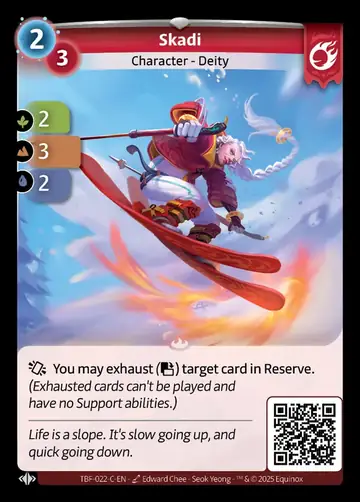 2
Skadi
3
Character - Deity
2
3
2
You may exhaust () target card in Reserve.
(Exhausted cards can't be played and
have no Support abilities.)
Life is a slope. It's slow going up, and
quick going down.
TBF-022-C-EN - Edward Chee - Seok Yeong - ™ & © 2025 Equinox